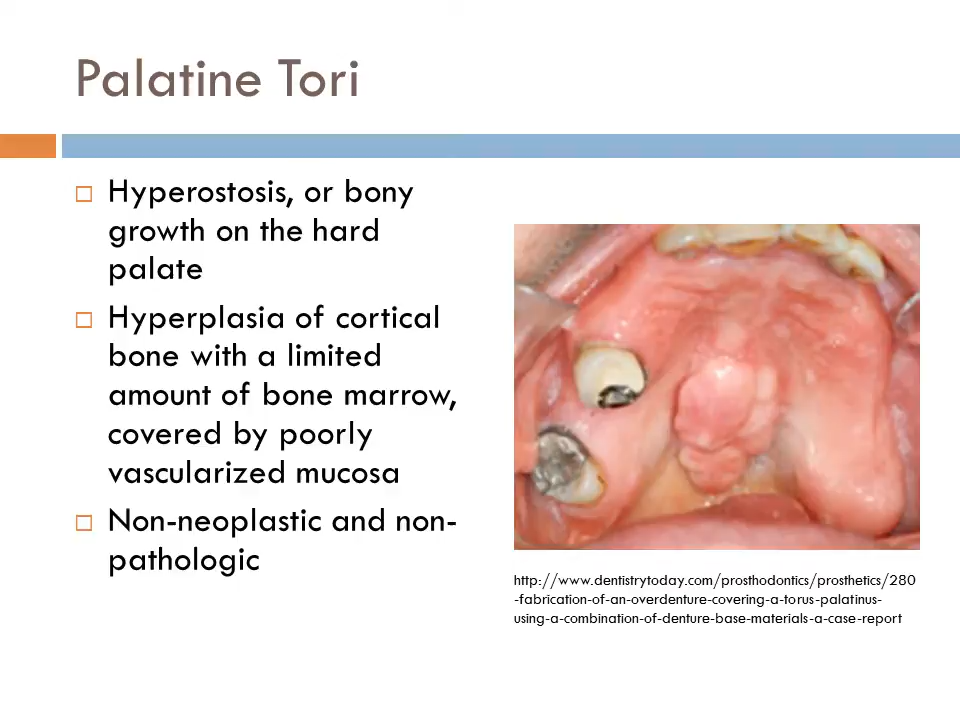 Palatine Tori
Hyperostosis, or bony
growth on the hard
palate
Hyperplasia of cortical
bone with a limited
amount of bone marrow,
covered by poorly
vascularized mucosa
Non-neoplastic and non-
pathologic
http://www.dentistrytoday.com/prosthodontics/prosthetics/280
-fabrication-of-an-overdenture-covering-a-torus-palatinus-
using-a-combination-of-denture-base-materials-a-case-report